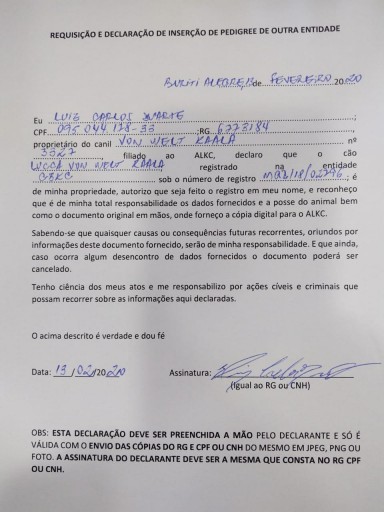 REQUISIÇÃO E DECLARAÇÃO DE INSERÇÃO DE PEDIGREE DE OUTRA ENTIDADE
BURITI ALEGRE de FEVEREIRO 2020
Eu LUIS CARLOS DUARTE ;
CPF 095 044 178-33 ;RG 6773184 ,
proprietário do canil VON WELT KAALA nº
3527, filiado ao ALKC, declaro que o cão
LUCCA VON WELT KAALA registrado na entidade
CBKC sob o número de registro MRB/18/02796, é
de minha propriedade, autorizo que seja feito o registro em meu nome, e reconheço
que é de minha total responsabilidade os dados fornecidos e a posse do animal bem
como o documento original em mãos, onde forneço a cópia digital para o ALKC.
Sabendo-se que quaisquer causas ou consequências futuras recorrentes, oriundos por
informações deste documento fornecido, serão de minha responsabilidade. E que ainda,
caso ocorra algum desencontro de dados fornecidos o documento poderá ser
cancelado.
Tenho ciência dos meus atos e me responsabilizo por ações cíveis e criminais que
possam recorrer sobre as informações aqui declaradas.
O acima descrito é verdade e dou fé
Data: 13/02/2020 Assinatura:
(Igual ao RG ou CNH)
OBS: ESTA DECLARAÇÃO DEVE SER PREENCHIDA A MÃO PELO DECLARANTE E SÓ É
VÁLIDA COM O ENVIO DAS CÓPIAS DO RG E CPF OU CNH DO MESMO EM JPEG, PNG OU
FOTO. A ASSINATURA DO DECLARANTE DEVE SER A MESMA QUE CONSTA NO RG CPF
OU CNH.